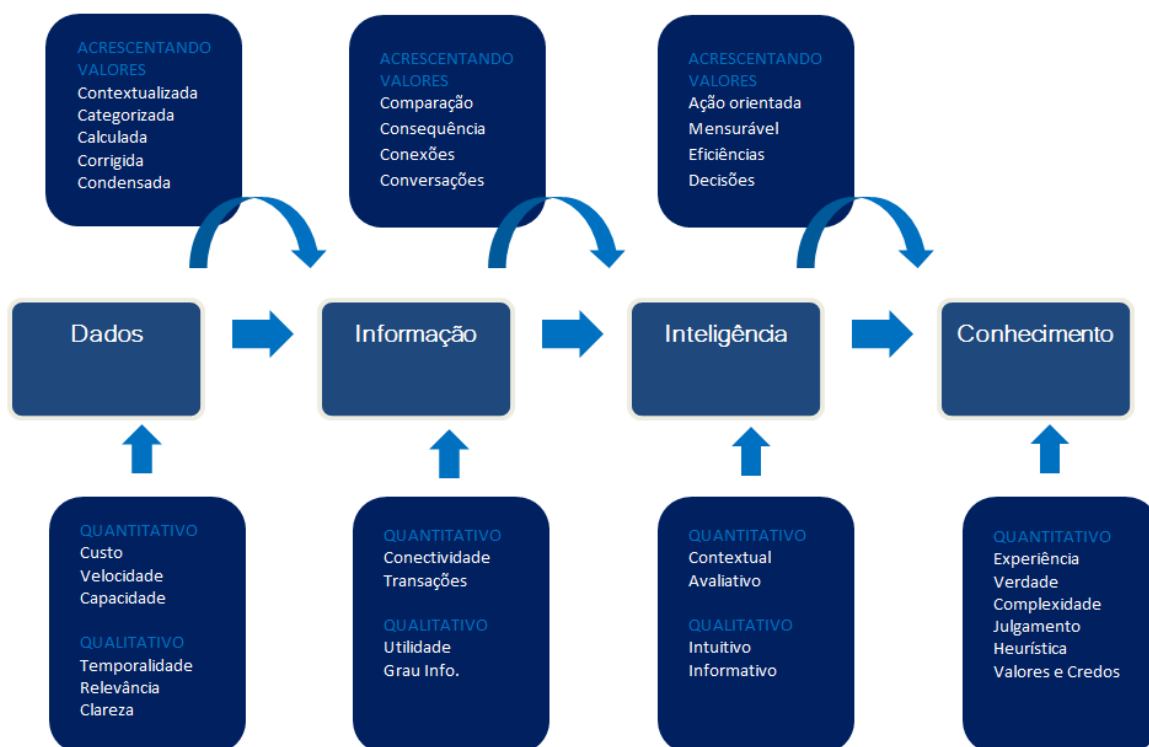 ACRESCENTANDO
VALORES
Contextualizada
Categorizada
Calculada
Corrigida
Condensada
ACRESCENTANDO
VALORES
Comparação
Consequência
Conexões
Conversações
ACRESCENTANDO
VALORES
Ação orientada
Mensurável
Eficiências
Decisões
Dados
Informação
Inteligência
Conhecimento
QUANTITATIVO
Custo
Velocidade
Capacidade
QUALITATIVO
Temporalidade
Relevância
Clareza
QUANTITATIVO
Conectividade
Transações
QUALITATIVO
Utilidade
Grau Info.
QUANTITATIVO
Contextual
Avaliativo
QUALITATIVO
Intuitivo
Informativo
QUANTITATIVO
Experiência
Verdade
Complexidade
Julgamento
Heurística
Valores e Credos